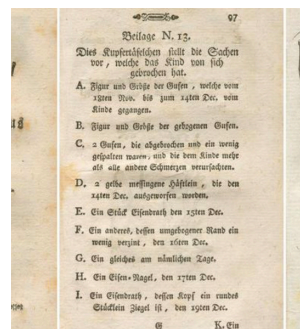 97
Beilage N. 13.
Dies Kupfertäfelchen stellt die Sachen
vor, welche das Kind von sich
gebrochen hat.
A. Figur und Größe der Gufen, welche vom
18ten Nov. bis zum 14ten Dec. vom
Kinde gegangen.
B. Figur und Größe der gebogenen Gufen.
C. 2 Gufen, die abgebrochen und ein wenig
gespalten waren, und die dem Kinde mehr
als alle andere Schmerzen verursachten.
D. 2 gelbe messingene Häftlein, die den
14ten Dec. ausgeworfen worden.
E. Ein Stück Eisendrath den 15ten Dec.
F. Ein anderes, dessen umgebogener Rand ein
wenig verzint, den 16ten Dec.
G. Ein gleiches am nämlichen Tage.
H. Ein Eisen-Nagel, den 17ten Dec.
I. Ein Eisendrath, dessen Kopf ein rundes
Stücklein Ziegel ist, den 19ten Dec.
G K. Ein